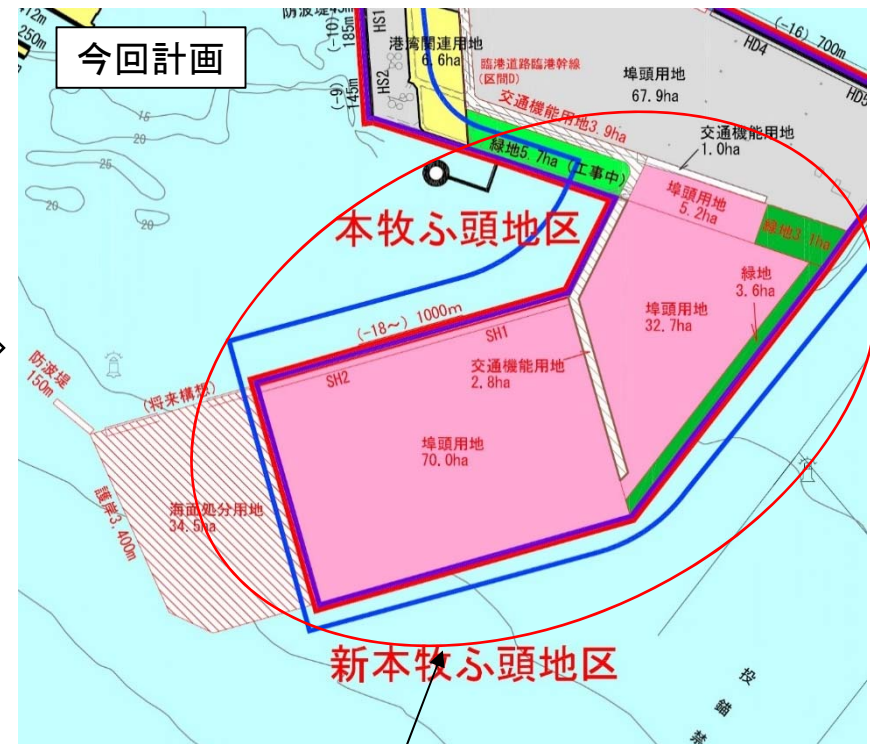 今回計画
防波堤
(-10)
185m
HS1
HS2
(-9)
145m
250m
港湾関連用地
6.6ha
臨港道路臨港幹線
(区間D)
交通機能用地3.9ha
埠頭用地
67.9ha
(-16) 700m
HD4
HD5
交通機能用地
1.0ha
緑地5.7ha (工事中)
埠頭用地
5.2ha
緑地3.1ha
本牧ふ頭地区
緑地
3.6ha
埠頭用地
32.7ha
(-18~) 1000m
SH1
SH2
交通機能用地
2.8ha
防波堤
150m
(将来構想)
埠頭用地
70.0ha
海面処分用地
34.5ha
護岸3,400m
新本牧ふ頭地区
投
錨
禁
15
20
25
20
20